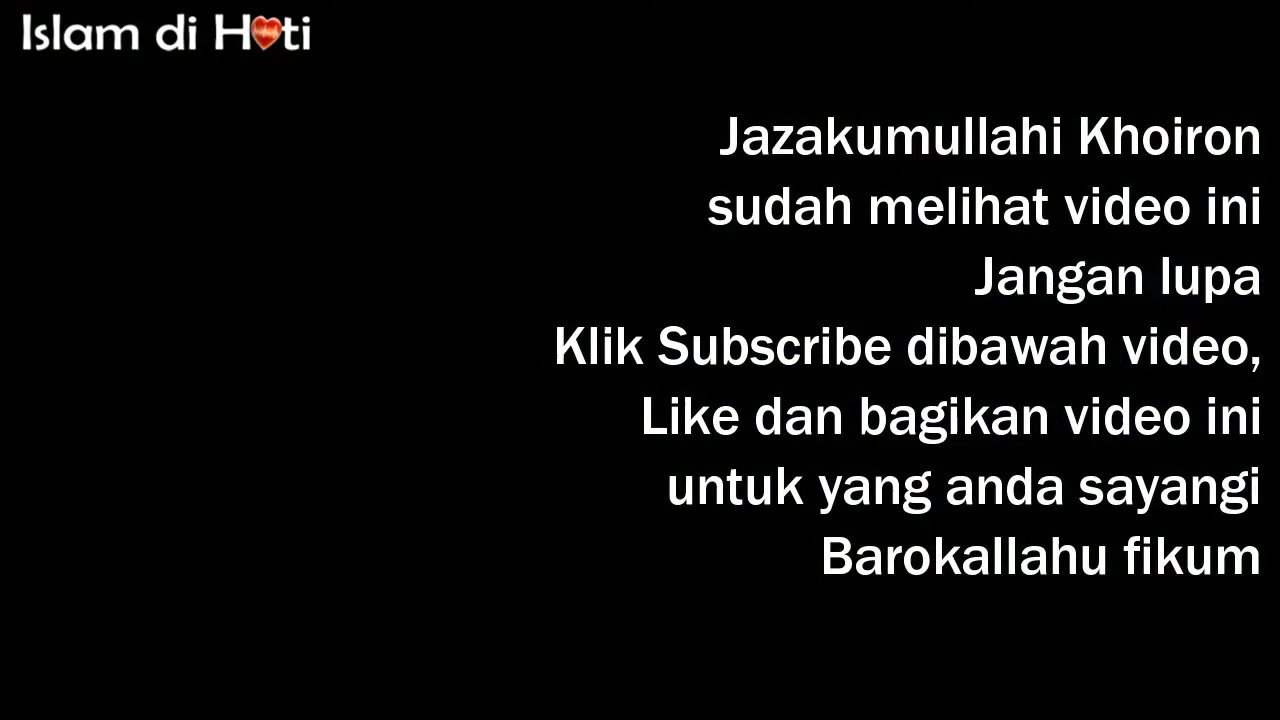 Islam di Hati
Jazakumullahi Khoiron
sudah melihat video ini
Jangan lupa
Klik Subscribe dibawah video,
Like dan bagikan video ini
untuk yang anda sayangi
Barokallahu fikum